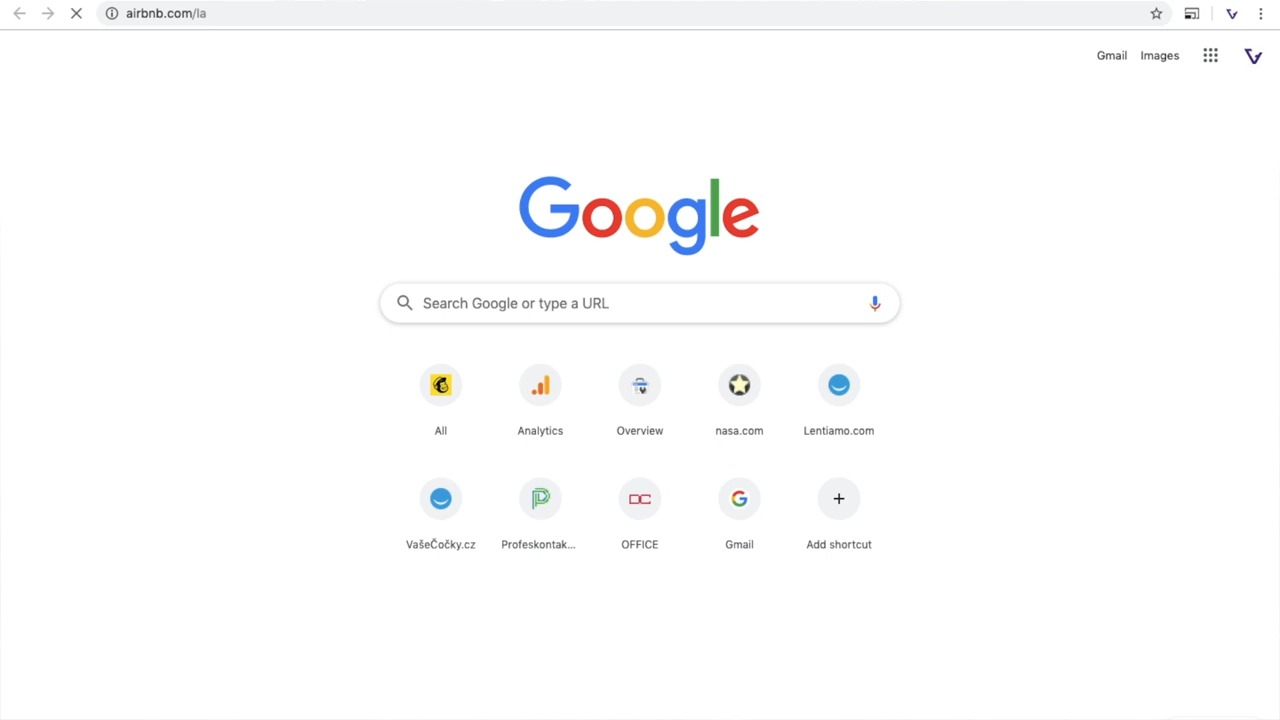 airbnb.com/la
Gmail Images
Google
Search Google or type a URL
All Analytics Overview nasa.com Lentiamo.com
VašeČočky.cz Profeskontak... OFFICE Gmail Add shortcut